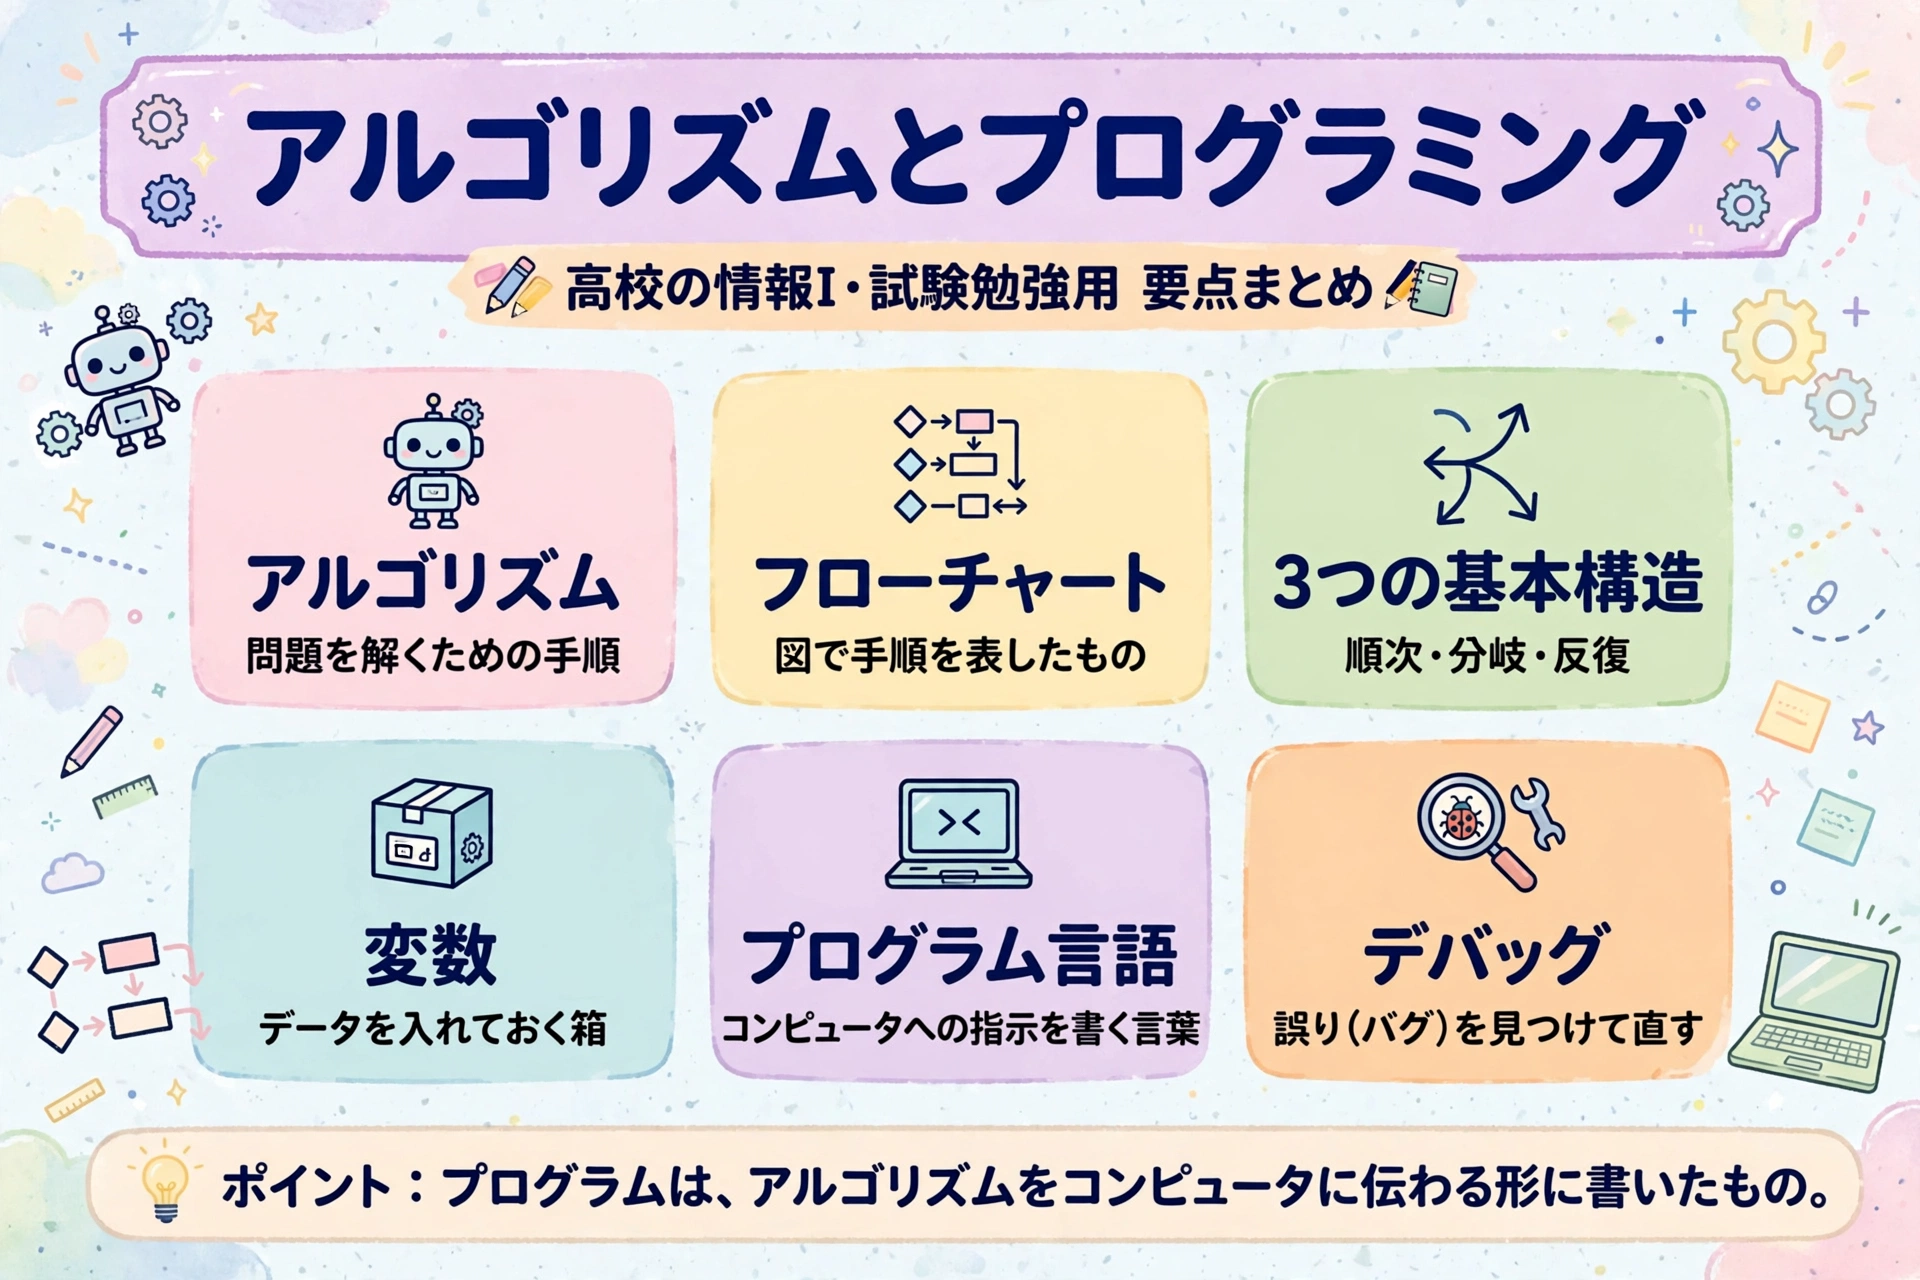 アルゴリズムとプログラミング
高校の情報I・試験勉強用 要点まとめ
アルゴリズム
問題を解くための手順
フローチャート
図で手順を表したもの
3つの基本構造
順次・分岐・反復
変数
データを入れておく箱
プログラム言語
コンピュータへの指示を書く言葉
デバッグ
誤り(バグ)を見つけて直す
ポイント：プログラムは、アルゴリズムをコンピュータに伝わる形に書いたもの。